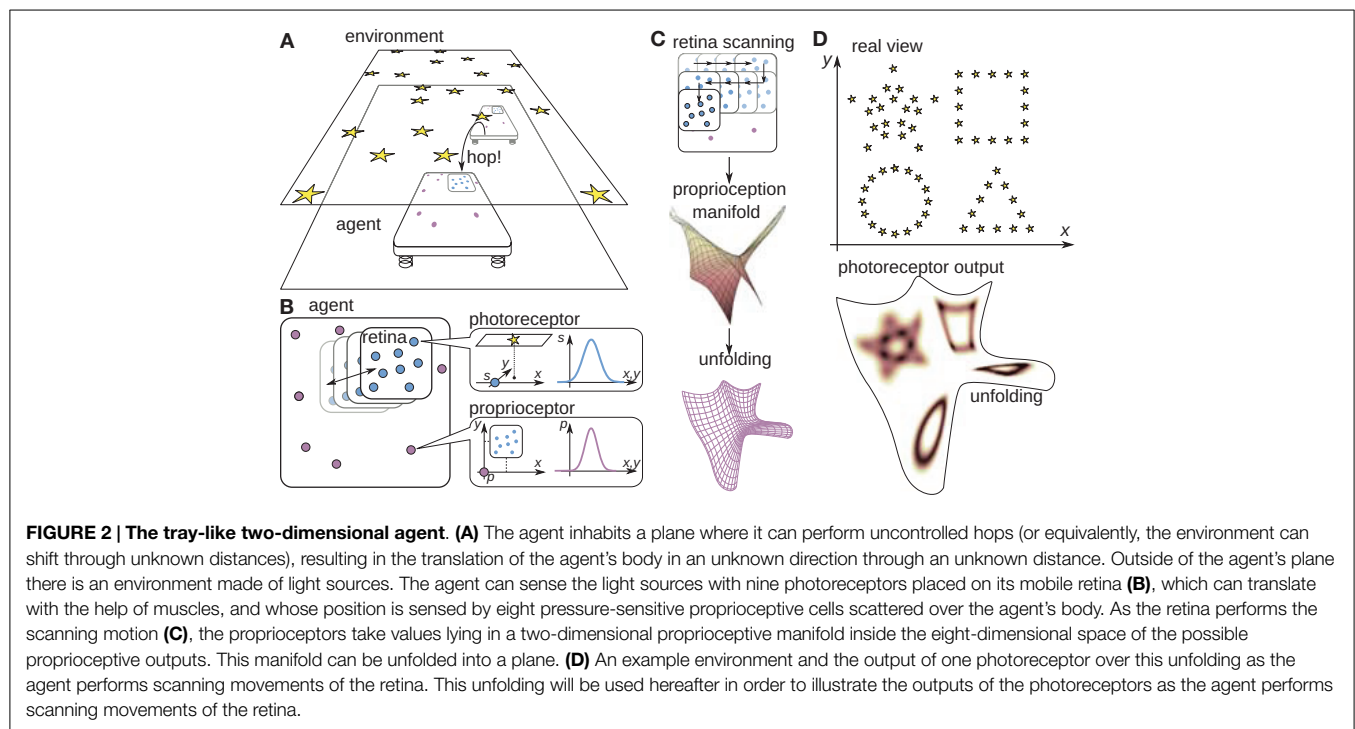 A
environment
hop!
agent
B
agent
retina
photoreceptor
s
y
s
x
x,y
proprioceptor
y
p
x
p
x,y
C
retina scanning
proprioception
manifold
unfolding
D
real view
y
x
photoreceptor output
unfolding
FIGURE 2 | The tray-like two-dimensional agent. (A) The agent inhabits a plane where it can perform uncontrolled hops (or equivalently, the environment can
shift through unknown distances), resulting in the translation of the agent's body in an unknown direction through an unknown distance. Outside of the agent's plane
there is an environment made of light sources. The agent can sense the light sources with nine photoreceptors placed on its mobile retina (B), which can translate
with the help of muscles, and whose position is sensed by eight pressure-sensitive proprioceptive cells scattered over the agent's body. As the retina performs the
scanning motion (C), the proprioceptors take values lying in a two-dimensional proprioceptive manifold inside the eight-dimensional space of the possible
proprioceptive outputs. This manifold can be unfolded into a plane. (D) An example environment and the output of one photoreceptor over this unfolding as the
agent performs scanning movements of the retina. This unfolding will be used hereafter in order to illustrate the outputs of the photoreceptors as the agent performs
scanning movements of the retina.